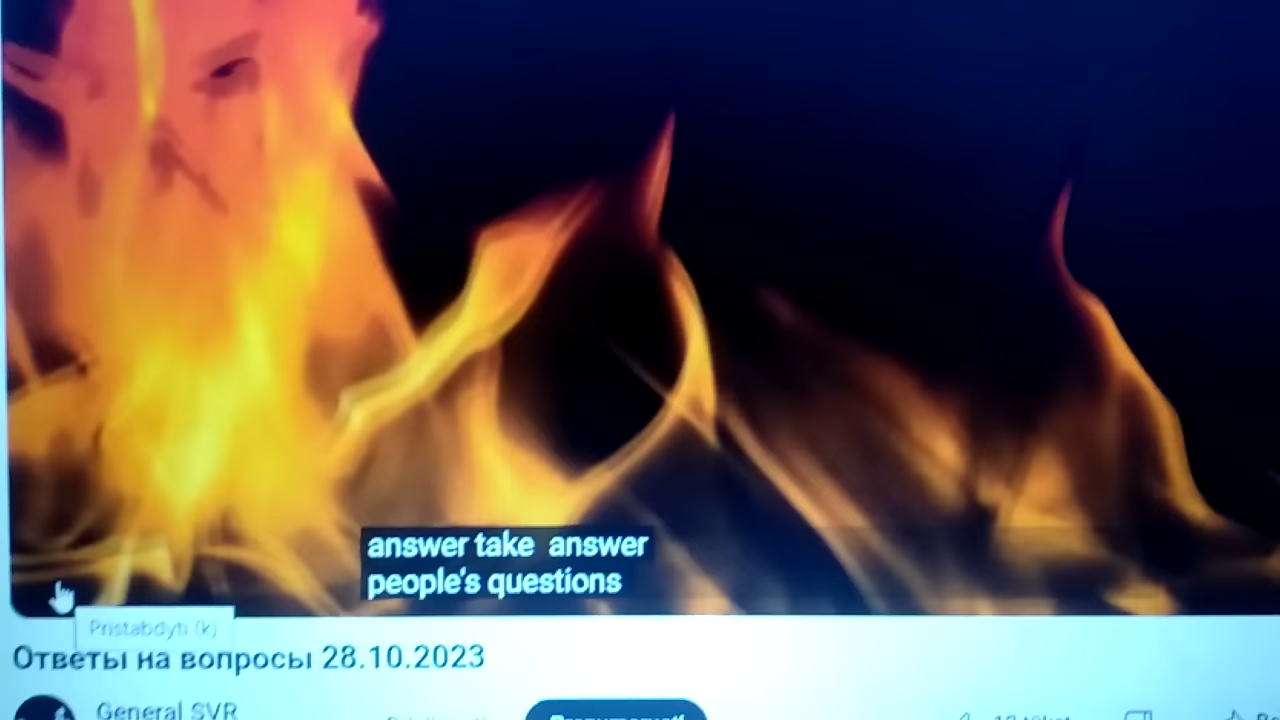 answer take answer
people's questions
Pristabdyti (k)
Ответы на вопросы 28.10.2023
General SVR